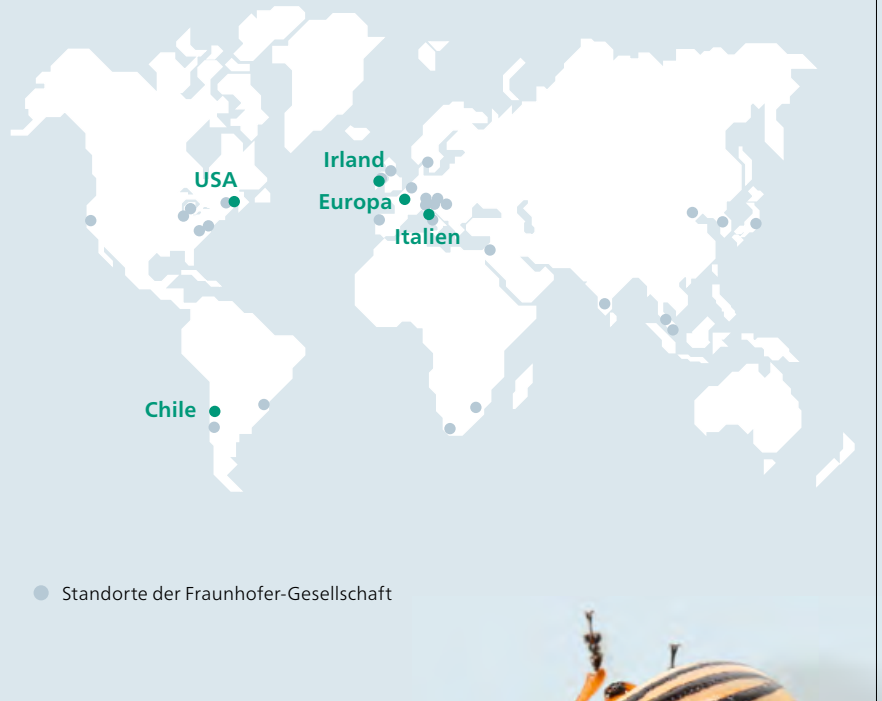 Irland
USA
Europa
Italien
Chile
Standorte der Fraunhofer-Gesellschaft